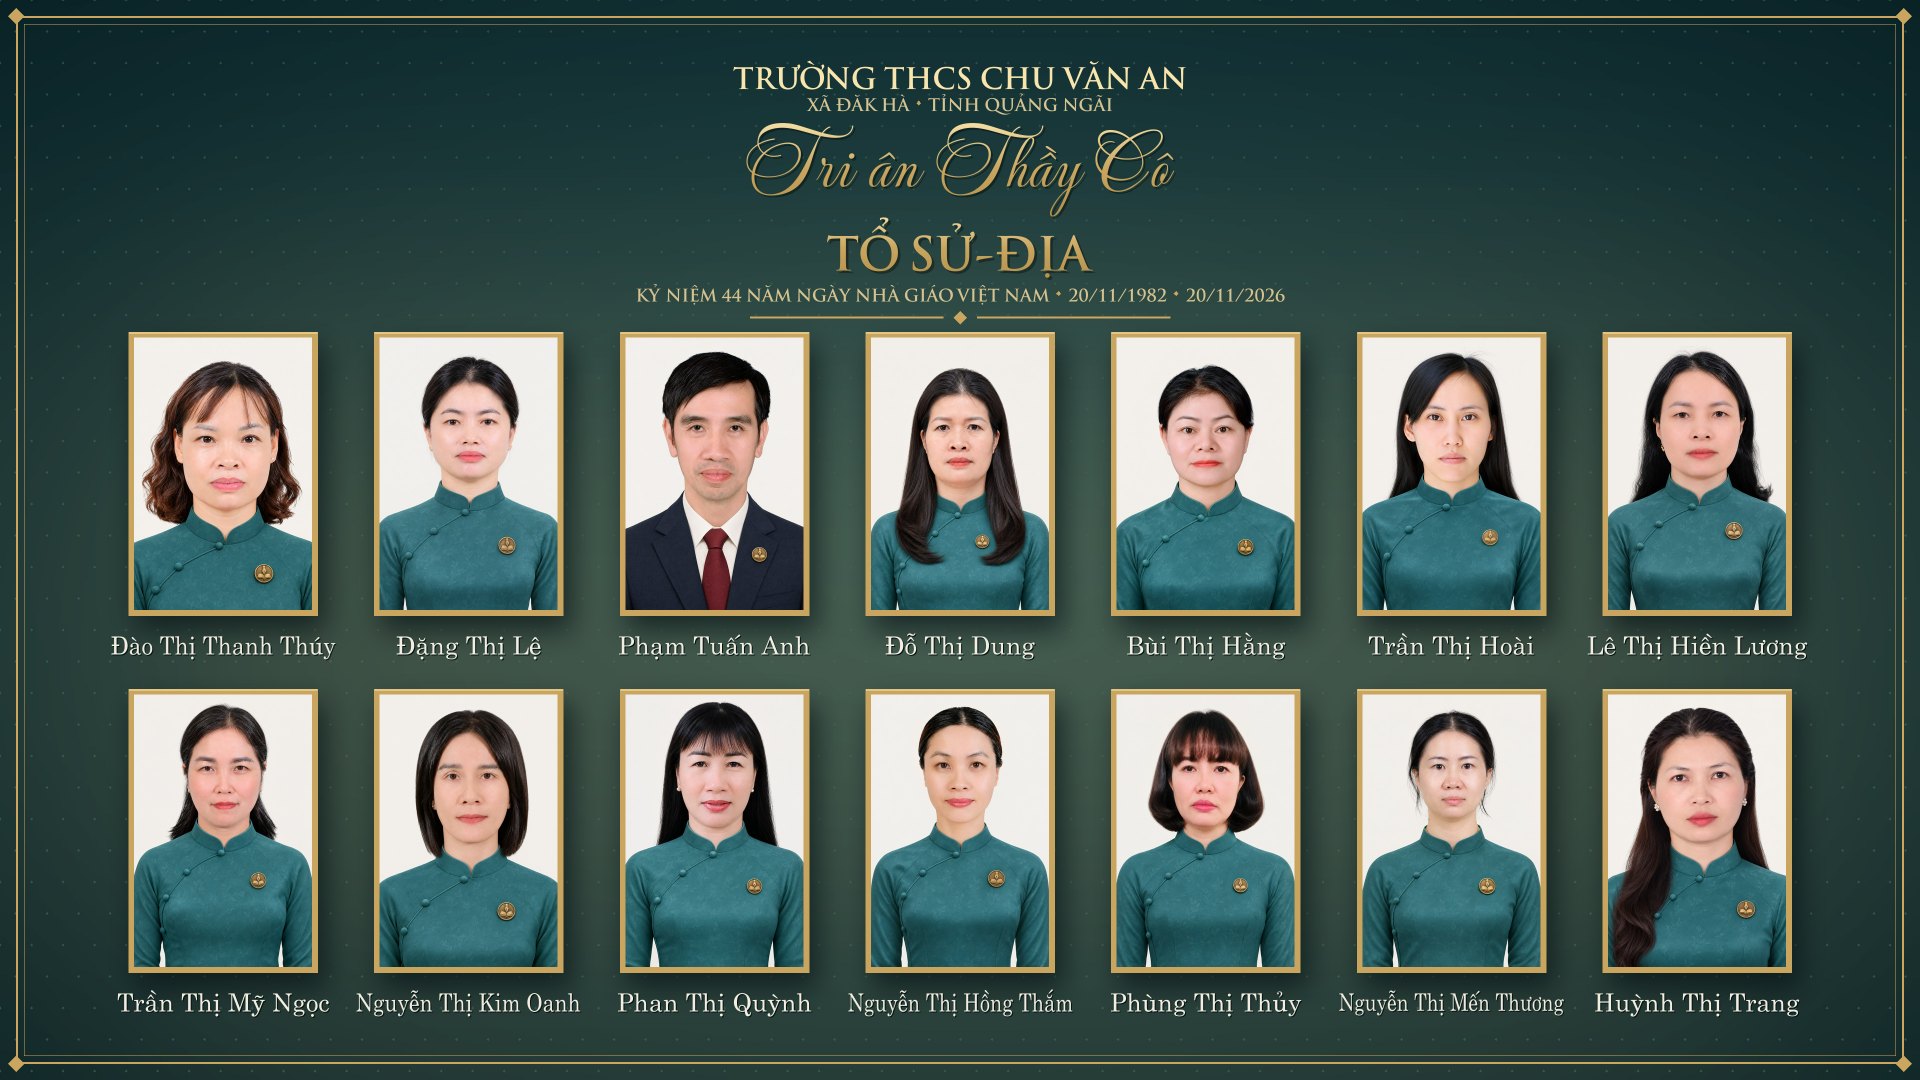 TRƯỜNG THCS CHU VĂN AN
XÃ ĐĂK HÀ • TỈNH QUẢNG NGÃI
Tri ân Thầy Cô
TỔ SỬ-ĐỊA
KỶ NIỆM 44 NĂM NGÀY NHÀ GIÁO VIỆT NAM • 20/11/1982 • 20/11/2026
Đào Thị Thanh Thúy
Đặng Thị Lệ
Phạm Tuấn Anh
Đỗ Thị Dung
Bùi Thị Hằng
Trần Thị Hoài
Lê Thị Hiền Lương
Trần Thị Mỹ Ngọc
Nguyễn Thị Kim Oanh
Phan Thị Quỳnh
Nguyễn Thị Hồng Thắm
Phùng Thị Thủy
Nguyễn Thị Mến Thương
Huỳnh Thị Trang